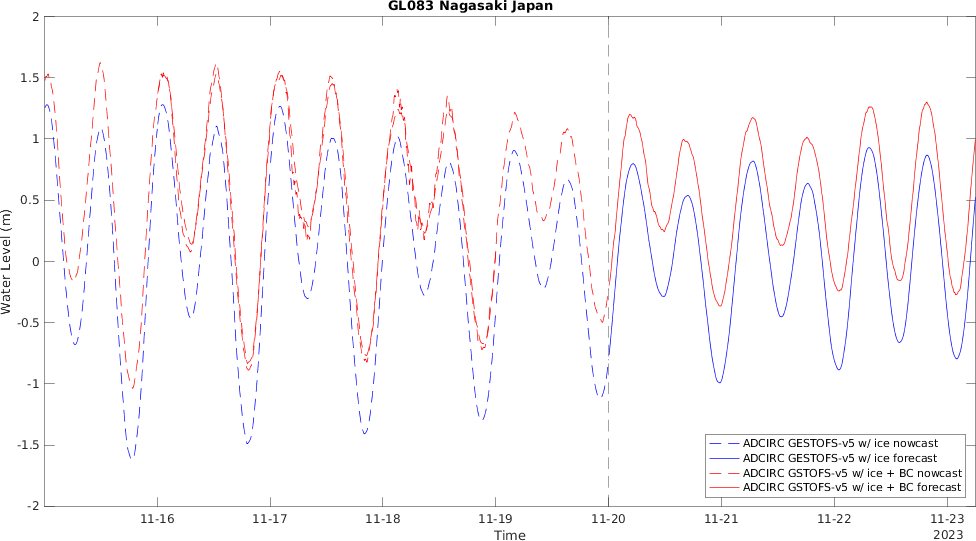 GL083 Nagasaki Japan
2
1.5
1
0.5
0
-0.5
-1
-1.5
-2
Water Level (m)
11-16
11-17
11-18
11-19
11-20
11-21
11-22
11-23
Time
2023
ADCIRC GESTOFS-v5 w/ ice nowcast
ADCIRC GESTOFS-v5 w/ ice forecast
ADCIRC GSTOFS-v5 w/ ice + BC nowcast
ADCIRC GSTOFS-v5 w/ ice + BC forecast